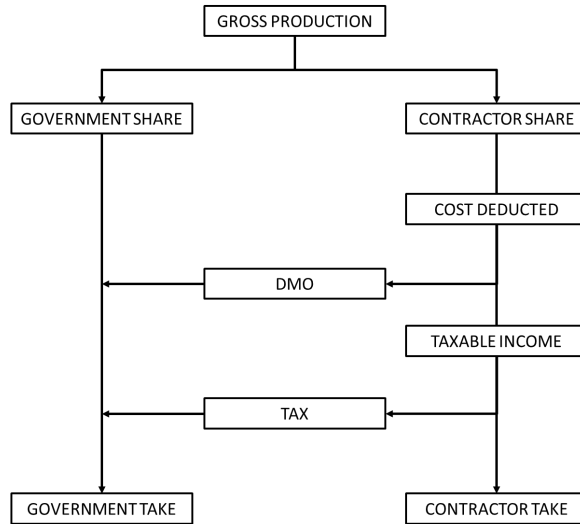 GROSS PRODUCTION
GOVERNMENT SHARE
CONTRACTOR SHARE
COST DEDUCTED
DMO
TAXABLE INCOME
TAX
GOVERNMENT TAKE
CONTRACTOR TAKE